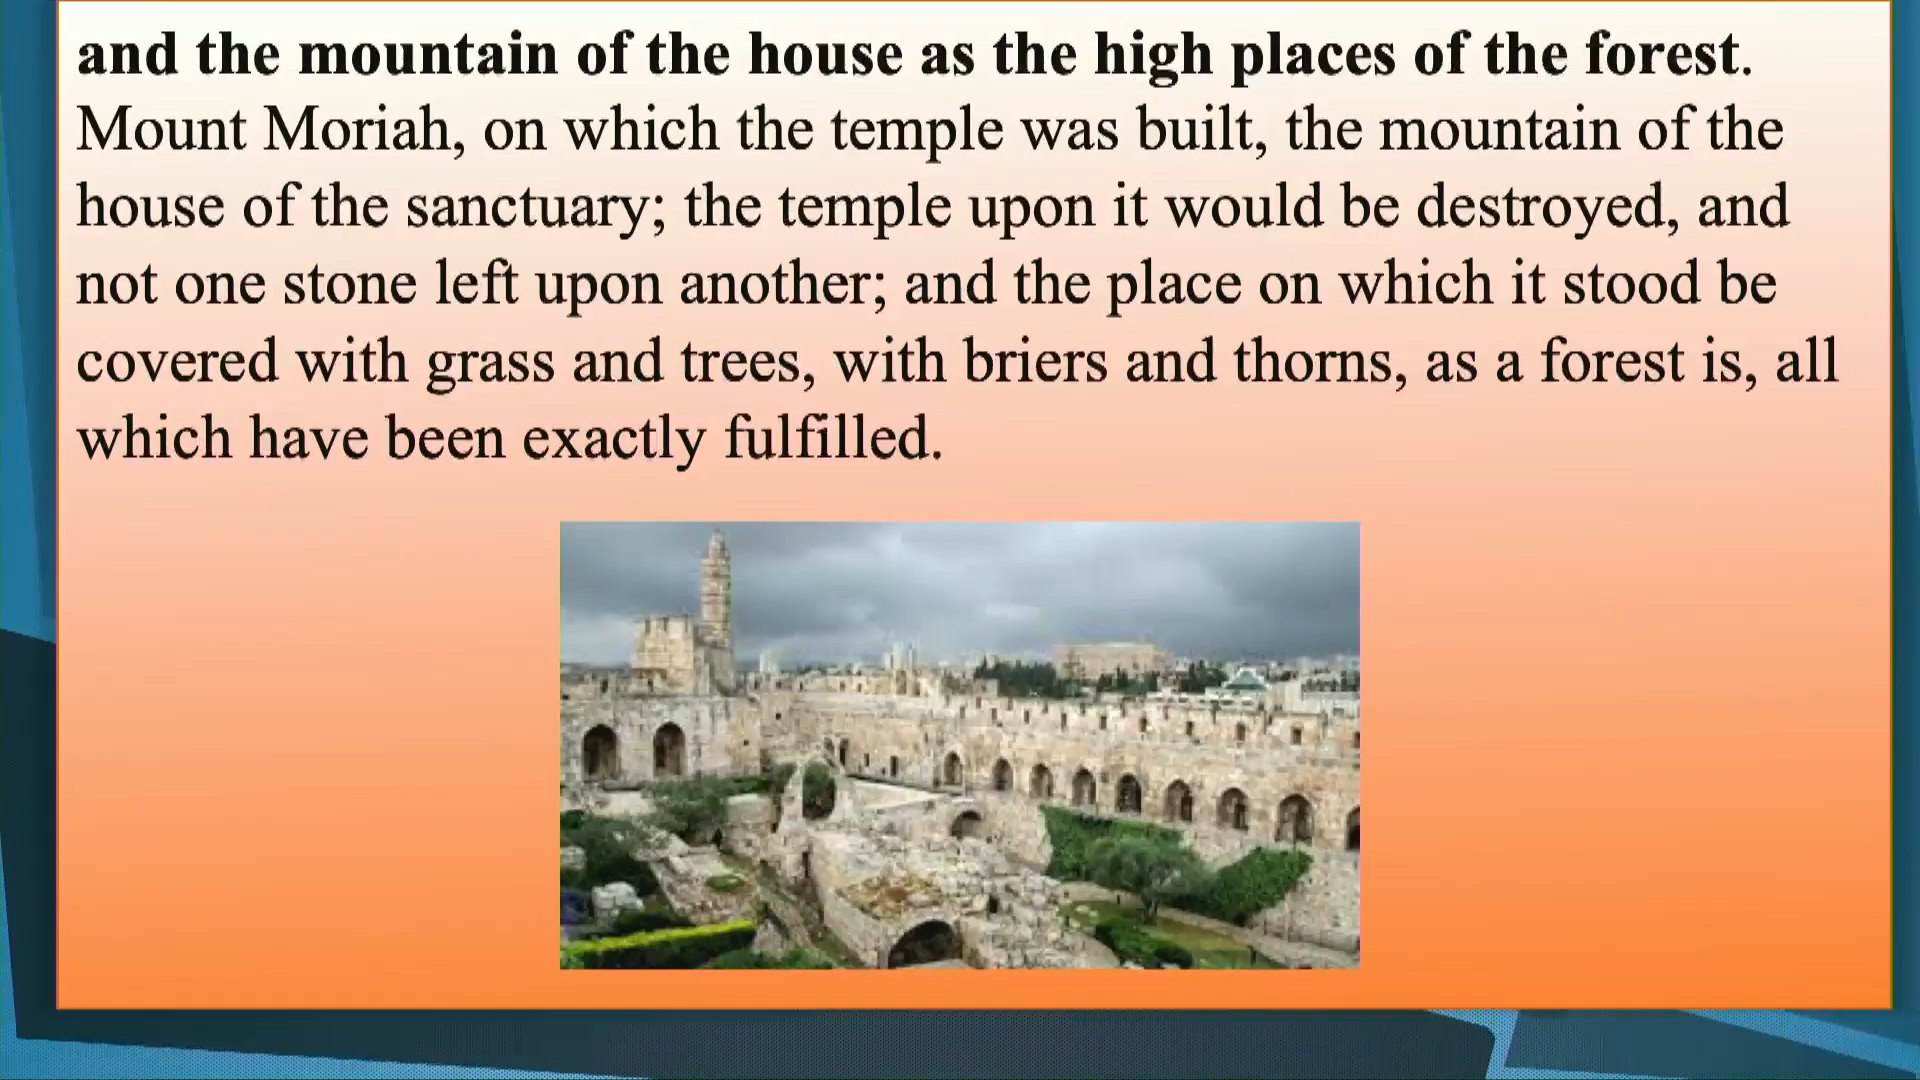 and the mountain of the house as the high places of the forest.
Mount Moriah, on which the temple was built, the mountain of the
house of the sanctuary; the temple upon it would be destroyed, and
not one stone left upon another; and the place on which it stood be
covered with grass and trees, with briers and thorns, as a forest is, all
which have been exactly fulfilled.